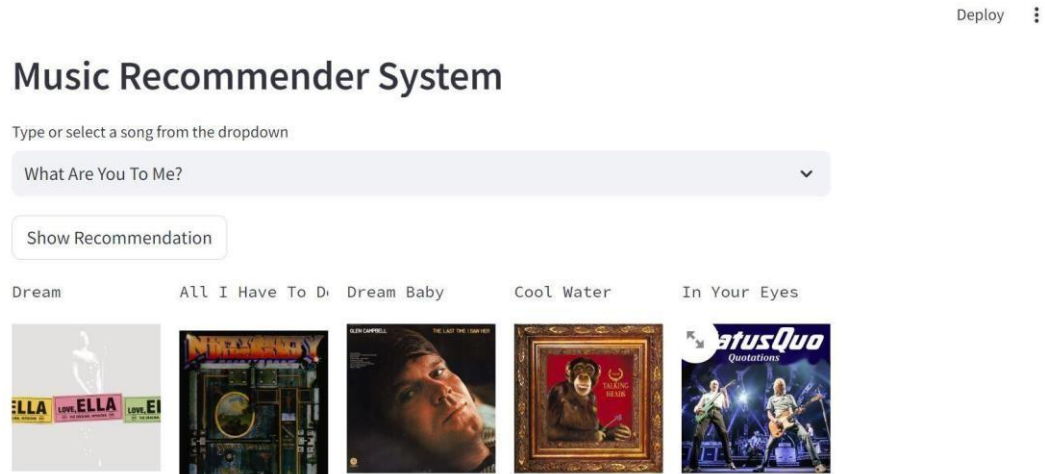 Deploy
Music Recommender System
Type or select a song from the dropdown
What Are You To Me?
Show Recommendation
Dream
All I Have To D
Dream Baby
Cool Water
In Your Eyes
ELLA LOVE, ELLA LOVE, EL
GLEN CAMPBELL THE LAST TIME I SAW HER
TALKING
HEADS
atusQuo
Quotations